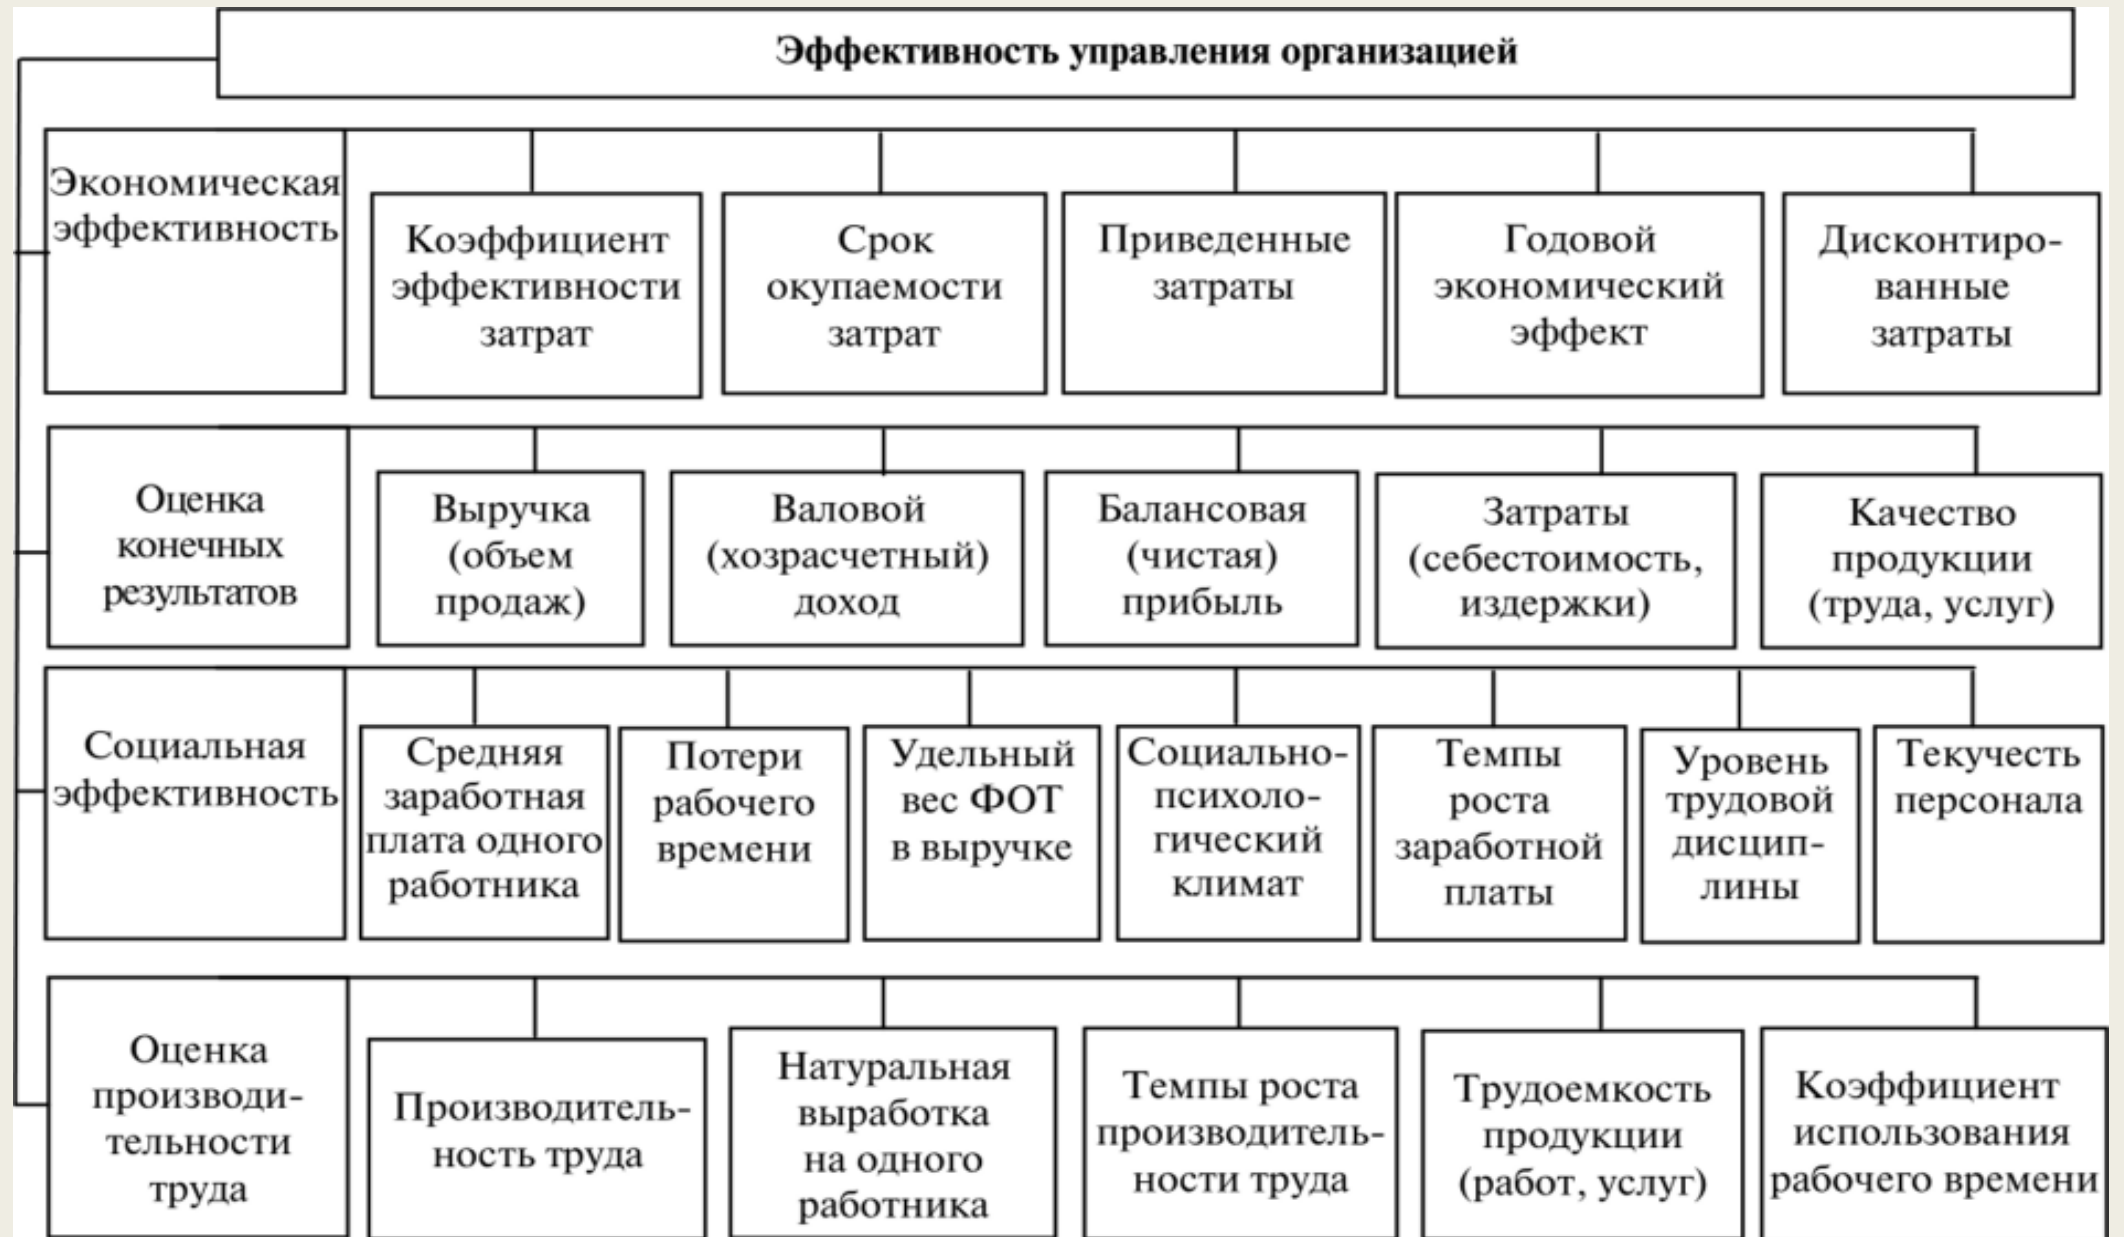 Эффективность управления организацией
Экономическая
эффективность
Коэффициент
эффективности
затрат
Срок
окупаемости
затрат
Приведенные
затраты
Годовой
экономический
эффект
Дисконтиро-
ванные
затраты
Оценка
конечных
результатов
Выручка
(объем
продаж)
Валовой
(хозрасчетный)
доход
Балансовая
(чистая)
прибыль
Затраты
(себестоимость,
издержки)
Качество
продукции
(труда, услуг)
Социальная
эффективность
Средняя
заработная
плата одного
работника
Потери
рабочего
времени
Удельный
вес ФОТ
в выручке
Социально-
психоло-
гический
климат
Темпы
роста
заработной
платы
Уровень
трудовой
дисцип-
лины
Текучесть
персонала
Оценка
производи-
тельности
труда
Производитель-
ность труда
Натуральная
выработка
на одного
работника
Темпы роста
производитель-
ности труда
Трудоемкость
продукции
(работ, услуг)
Коэффициент
использования
рабочего времени